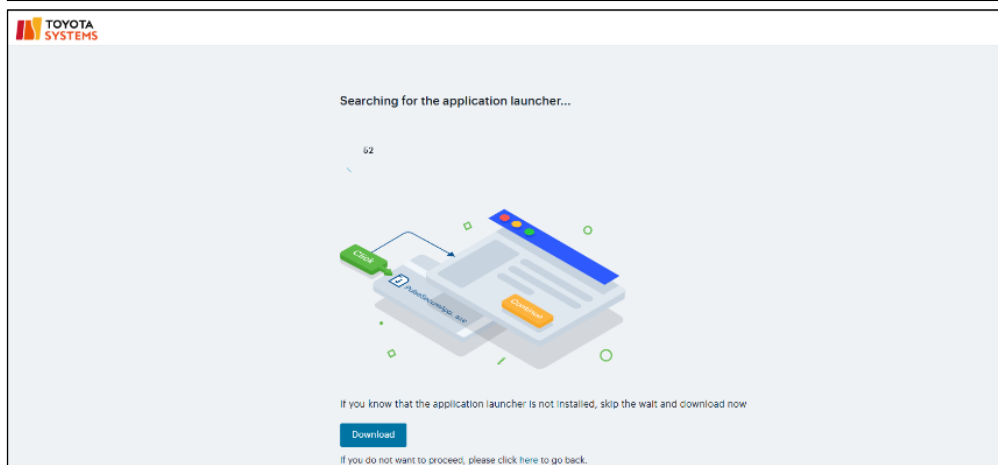 TOYOTA
SYSTEMS
Searching for the application launcher...
52
Click
Continue
If you know that the application launcher is not installed, skip the wait and download now
Download
If you do not want to proceed, please click here to go back.